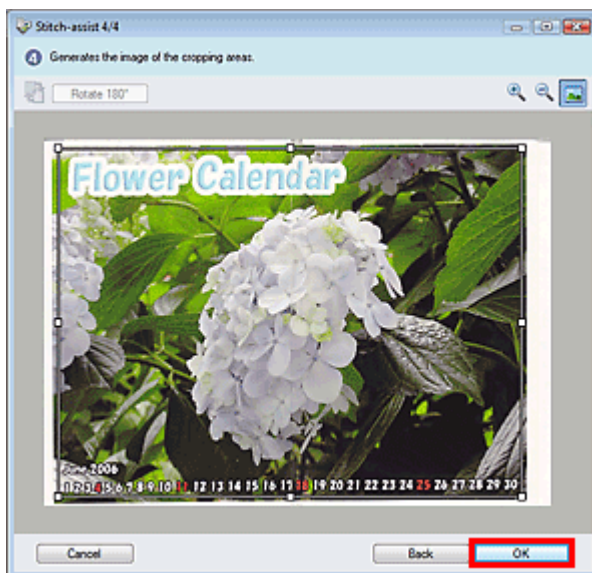 Stitch-assist 4/4
4 Generates the image of the cropping areas.
Rotate 180°
Flower Calendar
June 2006
1 2 3 4 5 6 7 8 9 10 11 12 13 14 15 16 17 18 19 20 21 22 23 24 25 26 27 28 29 30
Cancel Back OK